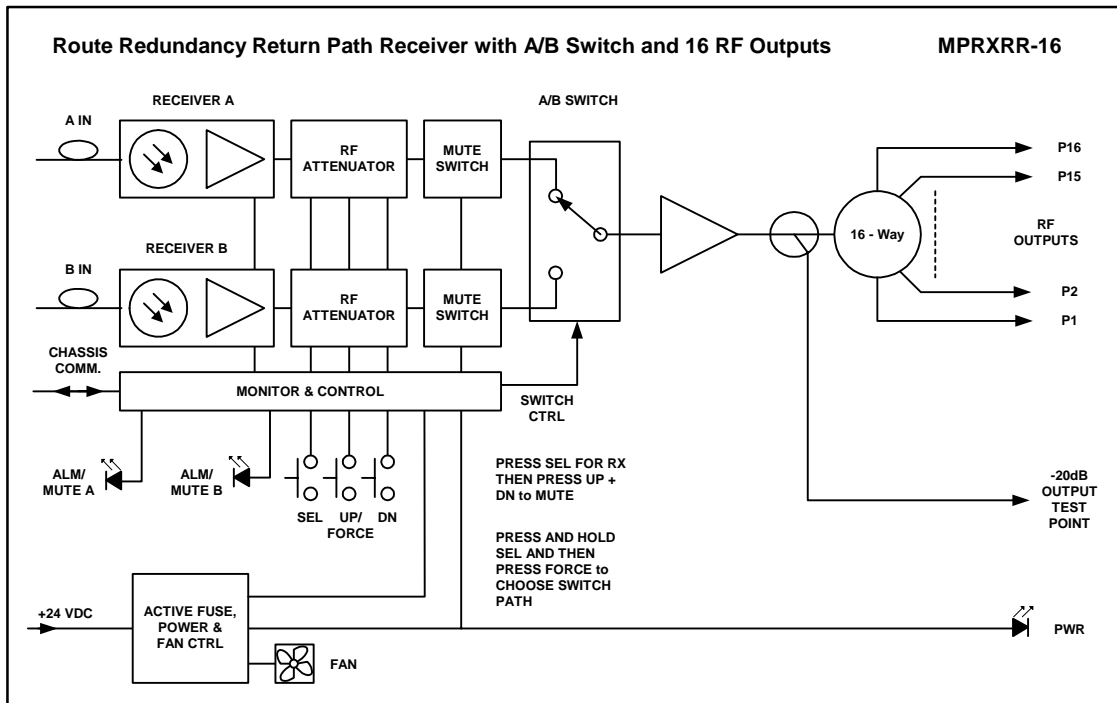 Route Redundancy Return Path Receiver with A/B Switch and 16 RF Outputs
MPRXRR-16
RECEIVER A
A/B SWITCH
A IN
RF
ATTENUATOR
MUTE
SWITCH
P16
P15
RECEIVER B
16 - Way
RF
OUTPUTS
B IN
RF
ATTENUATOR
MUTE
SWITCH
P2
P1
CHASSIS
COMM.
MONITOR & CONTROL
SWITCH
CTRL
ALM/
MUTE A
ALM/
MUTE B
SEL
UP/
FORCE
DN
PRESS SEL FOR RX
THEN PRESS UP +
DN to MUTE
-20dB
OUTPUT
TEST
POINT
PRESS AND HOLD
SEL AND THEN
PRESS FORCE to
CHOOSE SWITCH
PATH
+24 VDC
ACTIVE FUSE,
POWER &
FAN CTRL
FAN
PWR